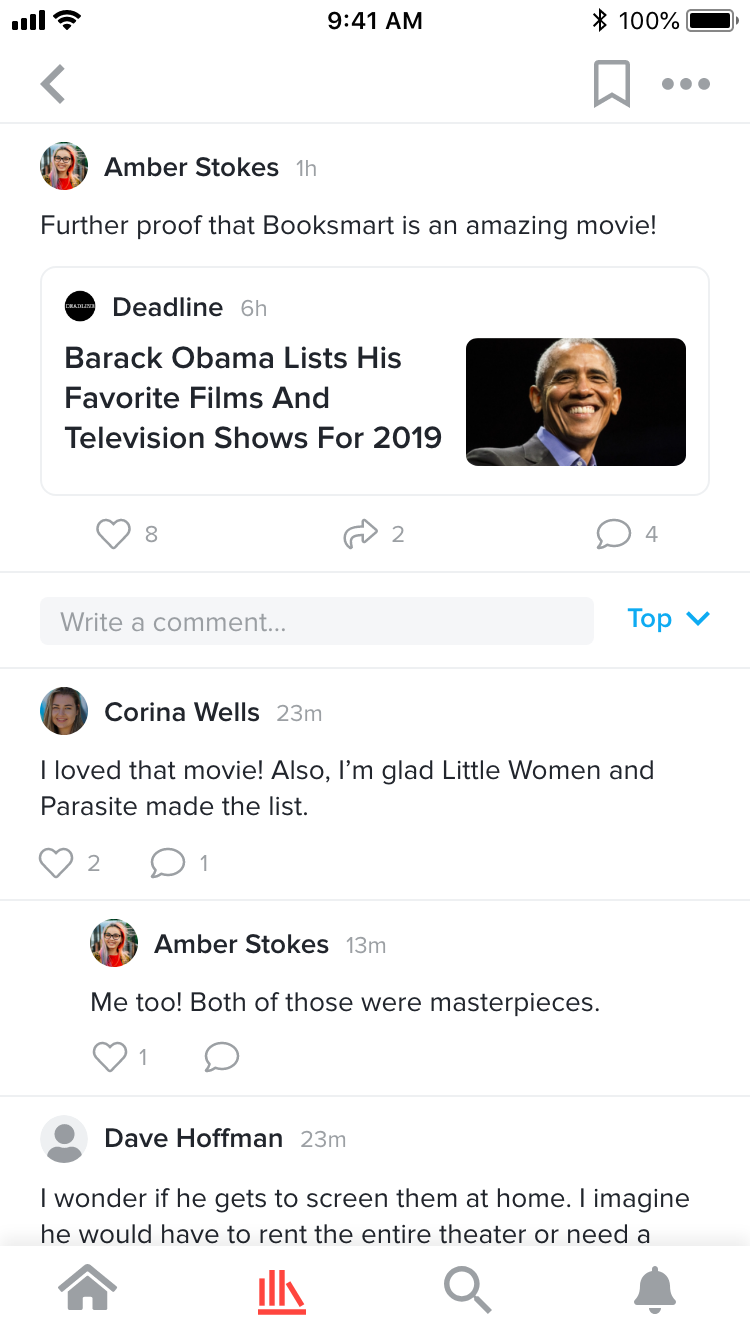 9:41 AM
100%
Amber Stokes 1h
Further proof that Booksmart is an amazing movie!
DEADLINE
Deadline 6h
Barack Obama Lists His
Favorite Films And
Television Shows For 2019
8
2
4
Write a comment...
Top
Corina Wells 23m
I loved that movie! Also, I’m glad Little Women and
Parasite made the list.
2
1
Amber Stokes 13m
Me too! Both of those were masterpieces.
1
Dave Hoffman 23m
I wonder if he gets to screen them at home. I imagine
he would have to rent the entire theater or need a